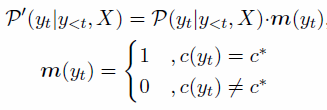 𝒫′(y_t|y_{<t}, X) = 𝒫(y_t|y_{<t}, X)·𝒎(y_t).
𝒎(y_t) = { 1 , c(y_t) = c*
0 , c(y_t) ≠ c*